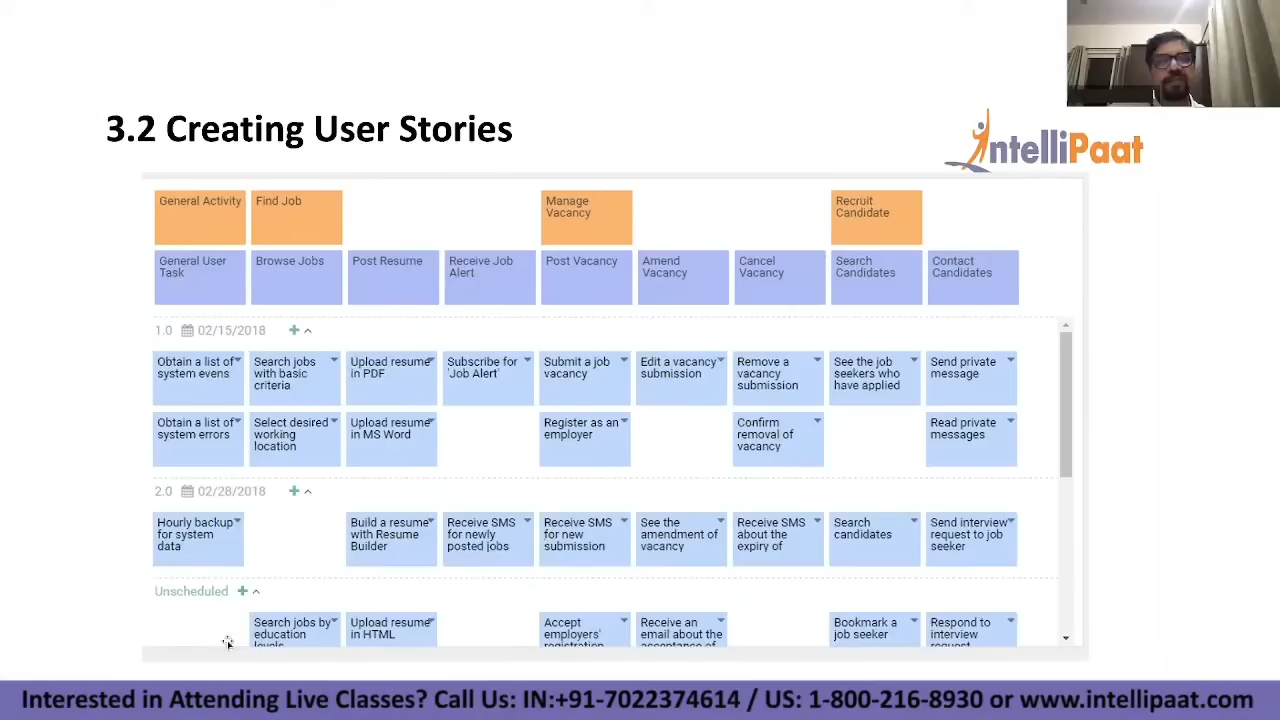 3.2 Creating User Stories
IntelliPaat
General Activity
Find Job
Manage
Vacancy
Recruit
Candidate
General User
Task
Browse Jobs
Post Resume
Receive Job
Alert
Post Vacancy
Amend
Vacancy
Cancel
Vacancy
Search
Candidates
Contact
Candidates
1.0 02/15/2018
Obtain a list of
system evens
Search jobs
with basic
criteria
Upload resume
in PDF
Subscribe for
'Job Alert'
Submit a job
vacancy
Edit a vacancy
submission
Remove a
vacancy
submission
See the job
seekers who
have applied
Send private
message
Obtain a list of
system errors
Select desired
working
location
Upload resume
in MS Word
Register as an
employer
Confirm
removal of
vacancy
Read private
messages
2.0 02/28/2018
Hourly backup
for system
data
Build a resume
with Resume
Builder
Receive SMS
for newly
posted jobs
Receive SMS
for new
submission
See the
amendment of
vacancy
Receive SMS
about the
expiry of
Search
candidates
Send interview
request to job
seeker
Unscheduled
Search jobs by
education
levels
Upload resume
in HTML
Accept
employers'
registration
Receive an
email about the
acceptance of
Bookmark a
job seeker
Respond to
interview
request
Interested in Attending Live Classes? Call Us: IN:+91-7022374614 / US: 1-800-216-8930 or www.intellipaat.com